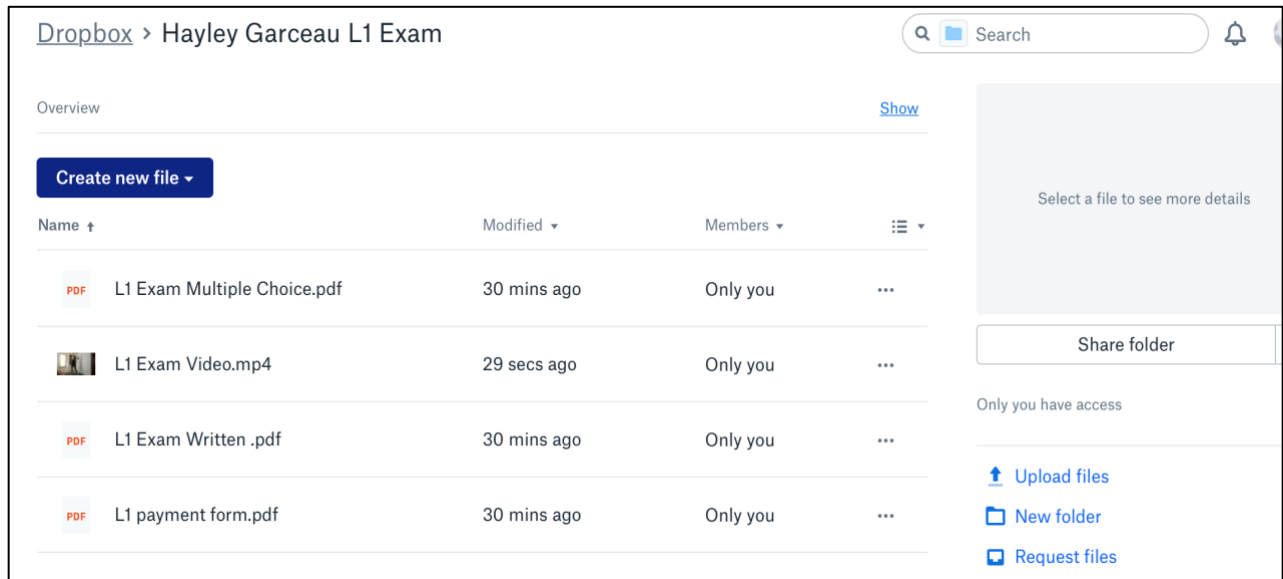 Dropbox > Hayley Garceau L1 Exam
Search
Overview
Show
Create new file
Name
Modified
Members
PDF
L1 Exam Multiple Choice.pdf
30 mins ago
Only you
L1 Exam Video.mp4
29 secs ago
Only you
PDF
L1 Exam Written .pdf
30 mins ago
Only you
PDF
L1 payment form.pdf
30 mins ago
Only you
Select a file to see more details
Share folder
Only you have access
Upload files
New folder
Request files